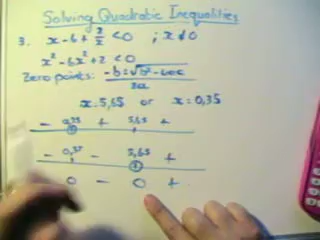 Solving Quadratic Inequalities
3. x - 6 + 2/x < 0 ; x ≠ 0
x² - 6x² + 2 < 0
Zero points: (-b ± √(b² - 4ac))/2a
x = 5,65 or x = 0,35
- 0,35 + 5,65 +
- 0,35 - 5,65 +
0 - 0 +